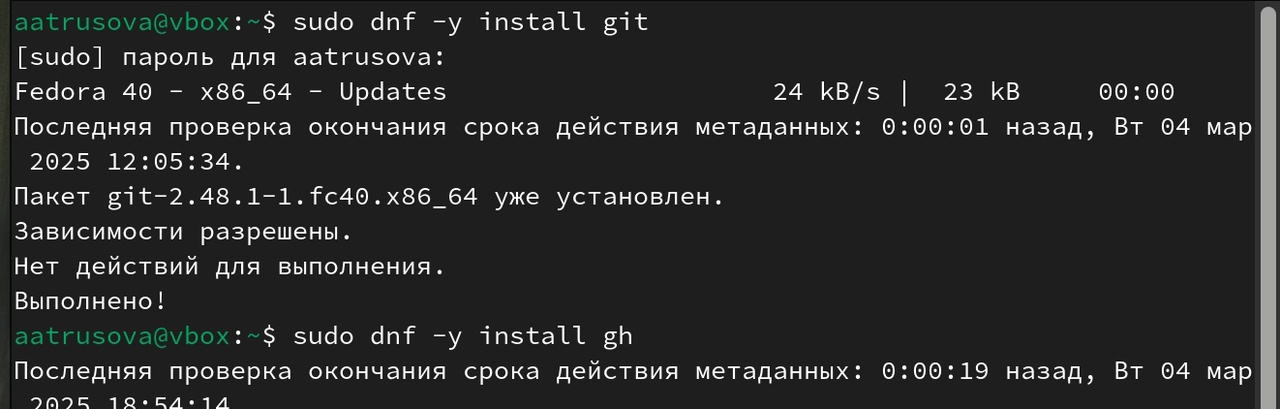 aatrusova@vbox:~$ sudo dnf -y install git
[sudo] пароль для aatrusova:
Fedora 40 - x86_64 - Updates 24 kB/s | 23 kB 00:00
Последняя проверка окончания срока действия метаданных: 0:00:01 назад, Вт 04 мар
2025 12:05:34.
Пакет git-2.48.1-1.fc40.x86_64 уже установлен.
Зависимости разрешены.
Нет действий для выполнения.
Выполнено!
aatrusova@vbox:~$ sudo dnf -y install gh
Последняя проверка окончания срока действия метаданных: 0:00:19 назад, Вт 04 мар
2025 18:54:14